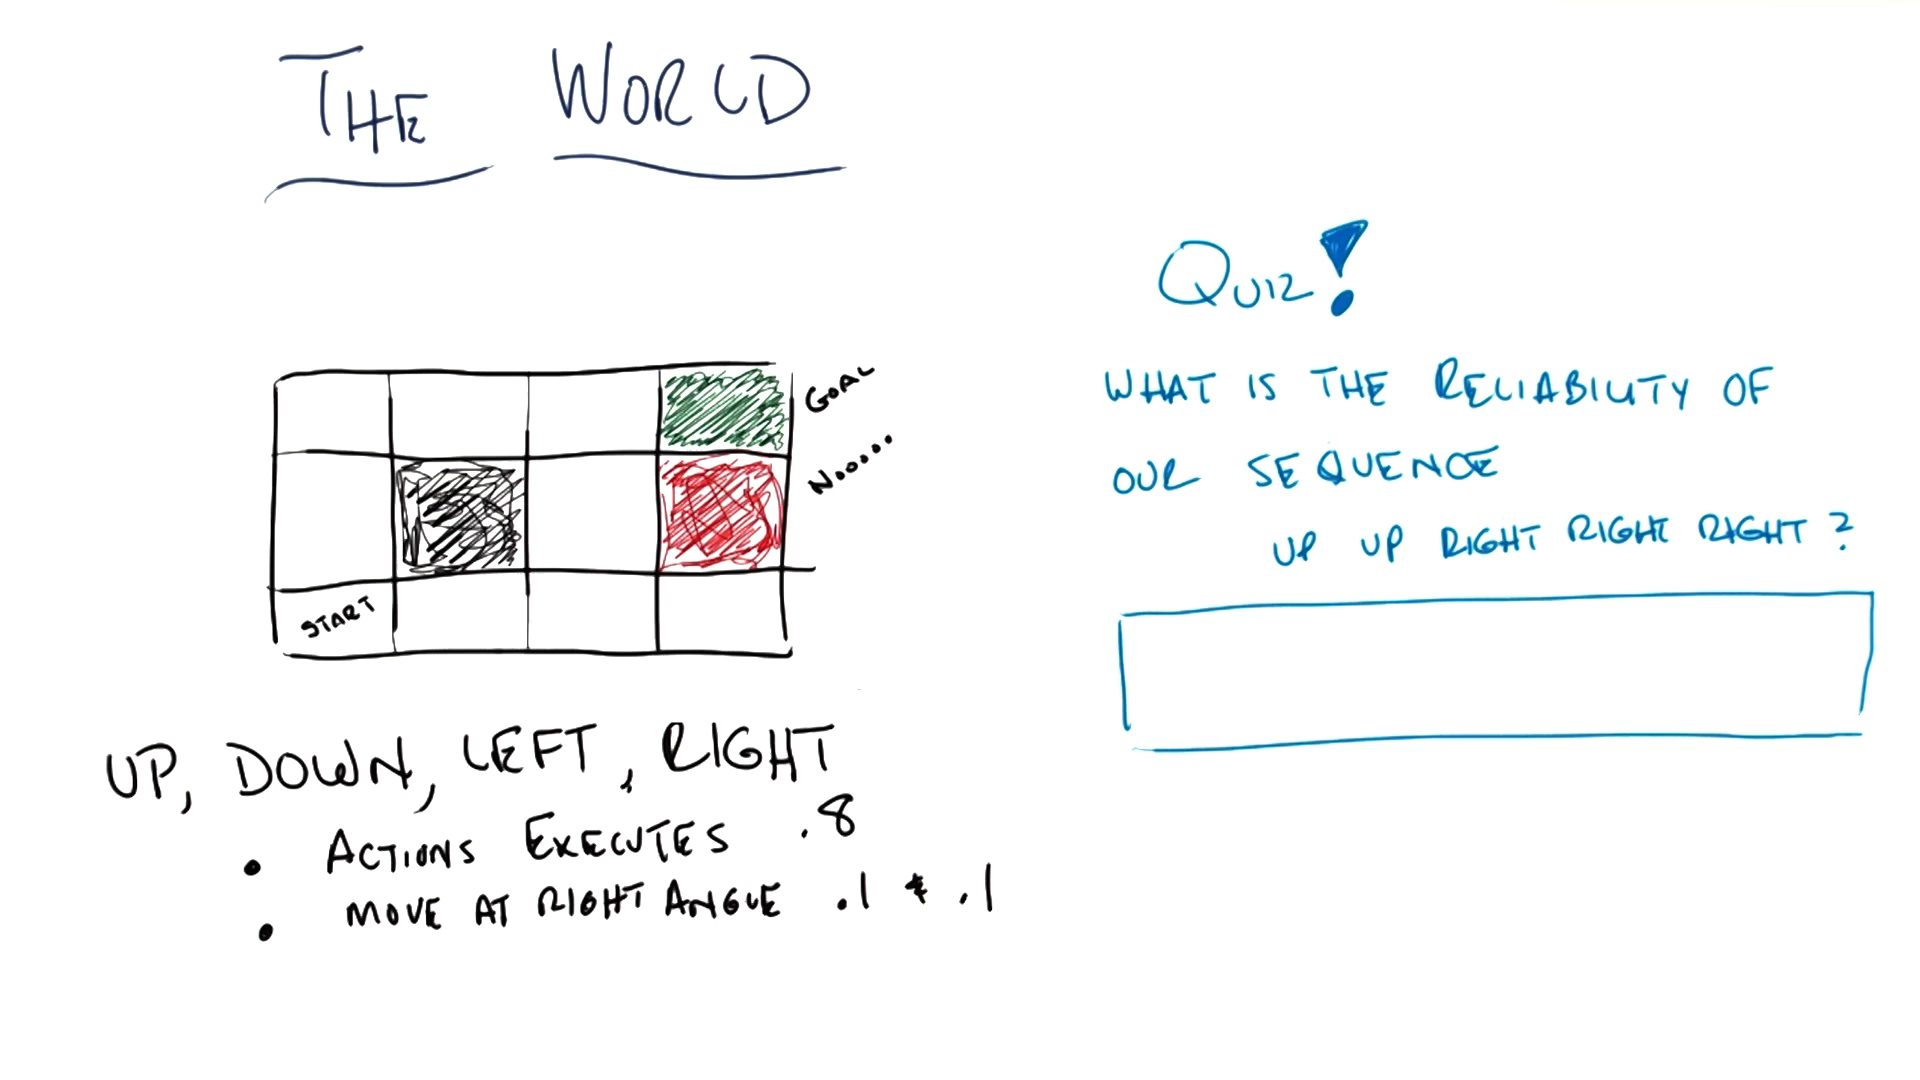 THE WORLD
GOAL
NO....
START
UP, DOWN, LEFT, RIGHT
• ACTIONS EXECUTES .8
• MOVE AT RIGHT ANGLE .1 & .1
QUIZ!
WHAT IS THE RELIABILITY OF
OUR SEQUENCE
UP UP RIGHT RIGHT RIGHT?